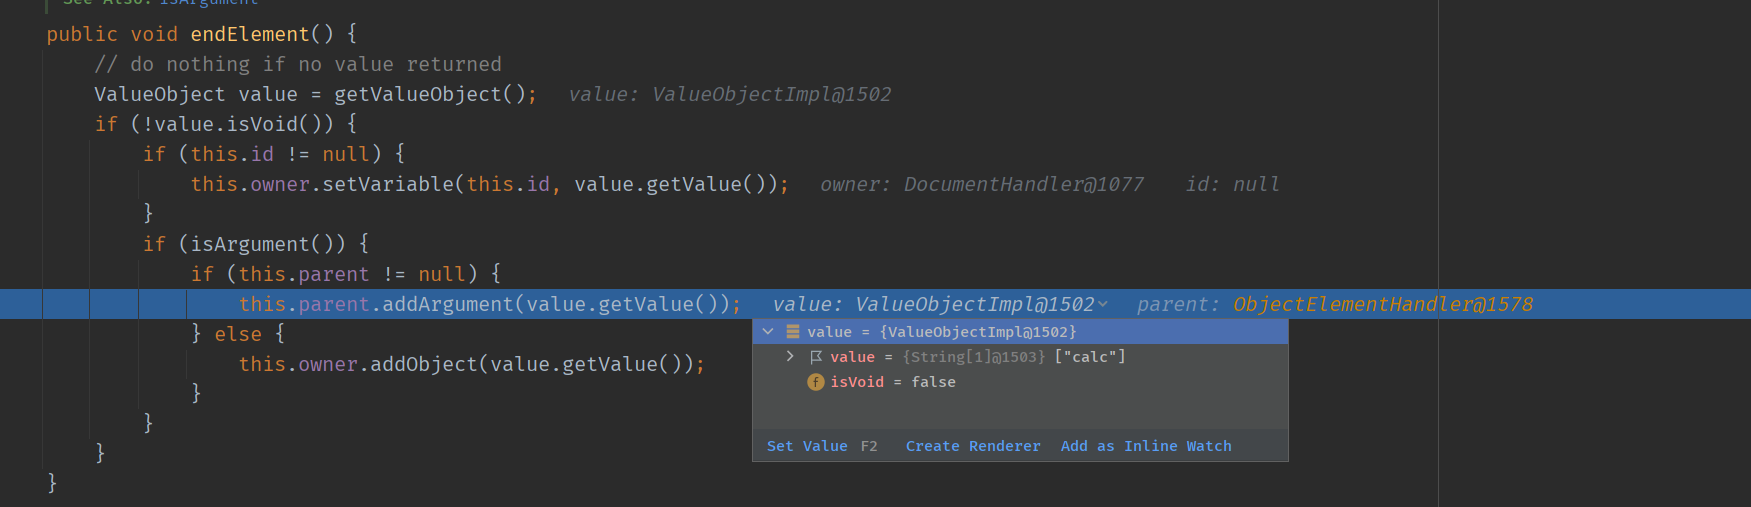 See Also: isArgument
public void endElement() {
// do nothing if no value returned
ValueObject value = getValueObject(); value: ValueObjectImpl@1502
if (!value.isVoid()) {
if (this.id != null) {
this.owner.setVariable(this.id, value.getValue()); owner: DocumentHandler@1077 id: null
}
if (isArgument()) {
if (this.parent != null) {
this.parent.addArgument(value.getValue()); value: ValueObjectImpl@1502 parent: ObjectElementHandler@1578
} else {
value = {ValueObjectImpl@1502}
value = {String[1]@1503} ["calc"]
this.owner.addObject(value.getValue());
f isVoid = false
}
}
Set Value F2 Create Renderer Add as Inline Watch
}
}